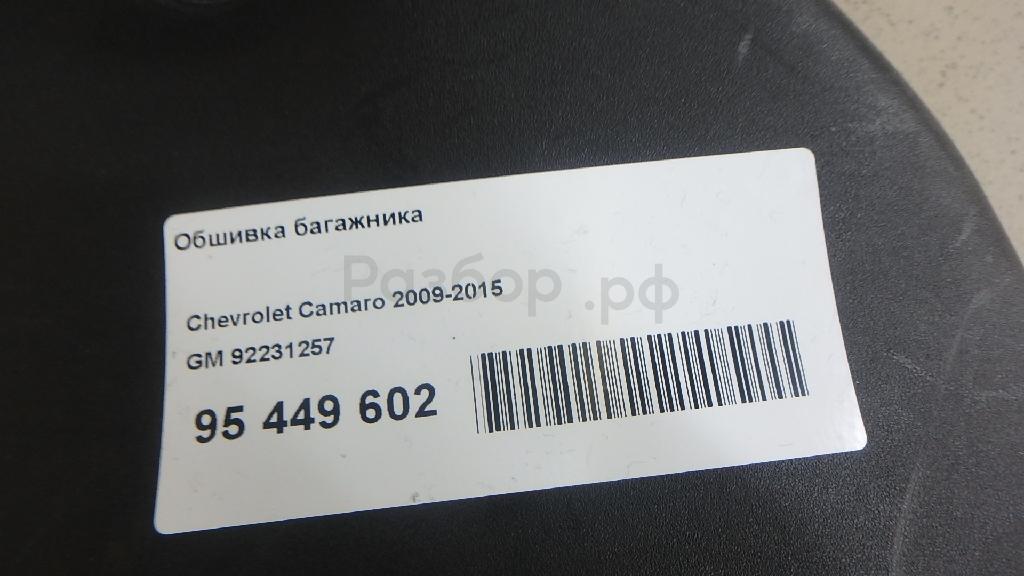 Обшивка багажника
Разбор.рф
Chevrolet Camaro 2009-2015
GM 92231257
95 449 602